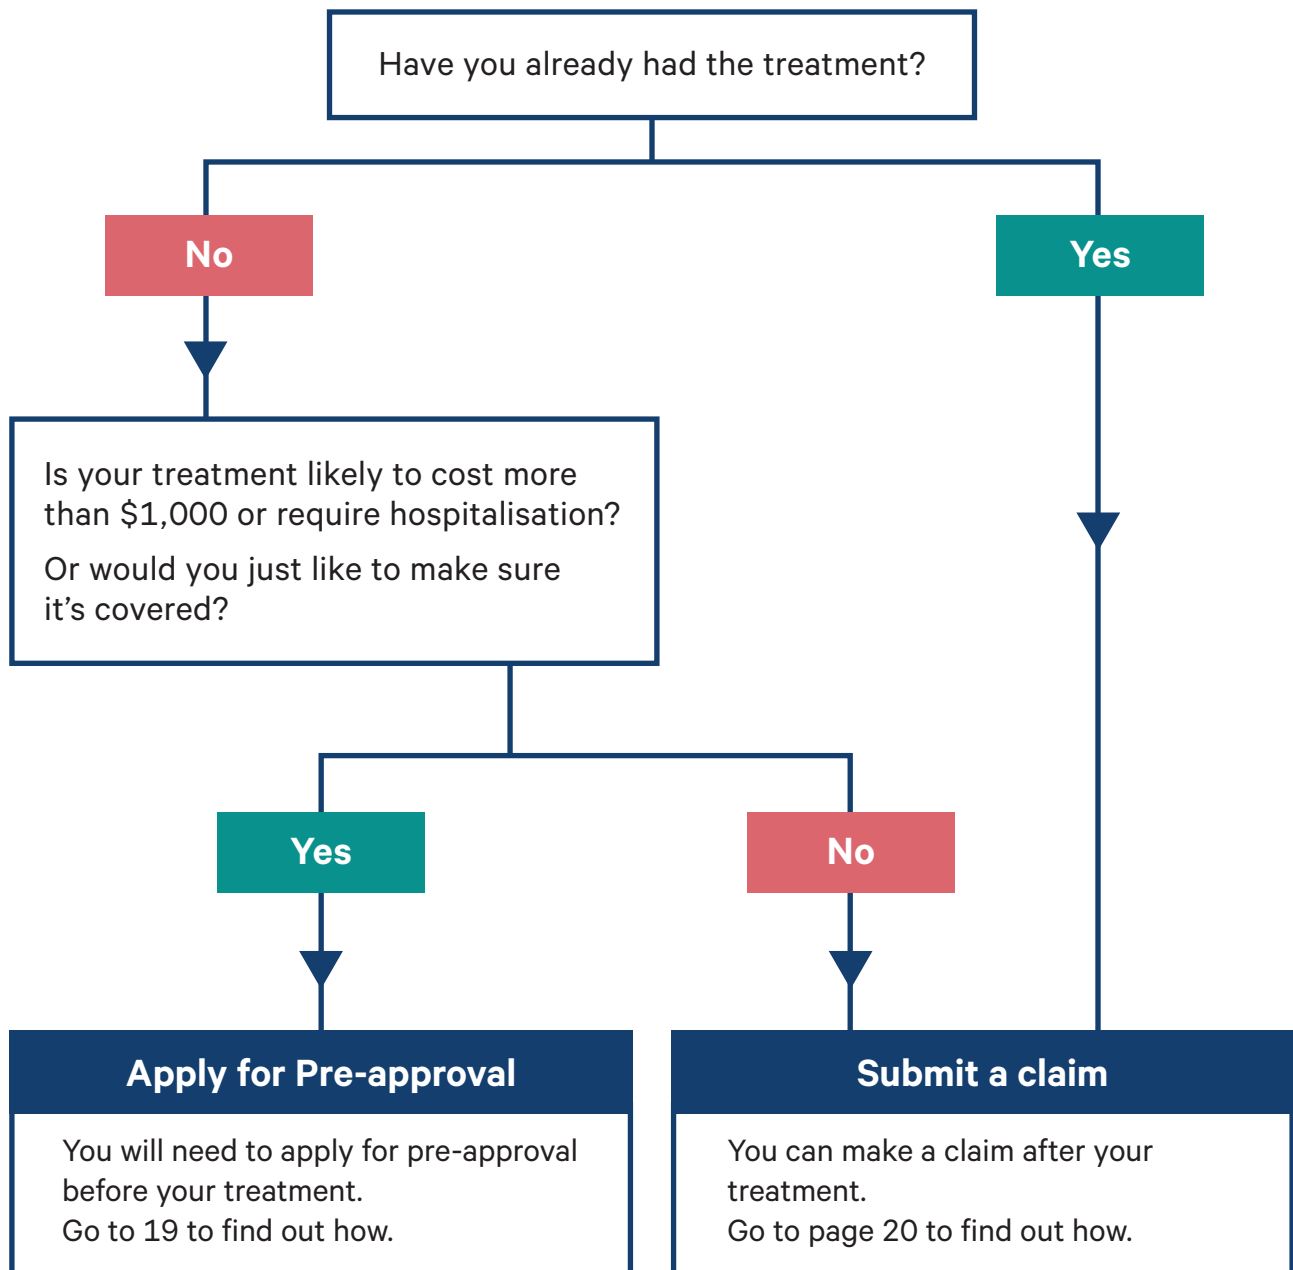 Have you already had the treatment?
No
Yes
Is your treatment likely to cost more
than $1,000 or require hospitalisation?
Or would you just like to make sure
it’s covered?
Yes
No
Apply for Pre-approval
You will need to apply for pre-approval
before your treatment.
Go to 19 to find out how.
Submit a claim
You can make a claim after your
treatment.
Go to page 20 to find out how.